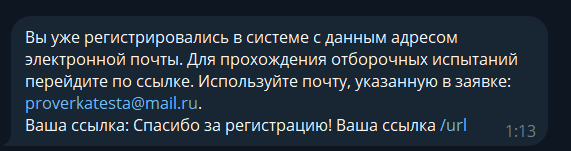 Вы уже регистрировались в системе с данным адресом
электронной почты. Для прохождения отборочных испытаний
перейдите по ссылке. Используйте почту, указанную в заявке:
proverkatesta@mail.ru.
Ваша ссылка: Спасибо за регистрацию! Ваша ссылка /url
1:13